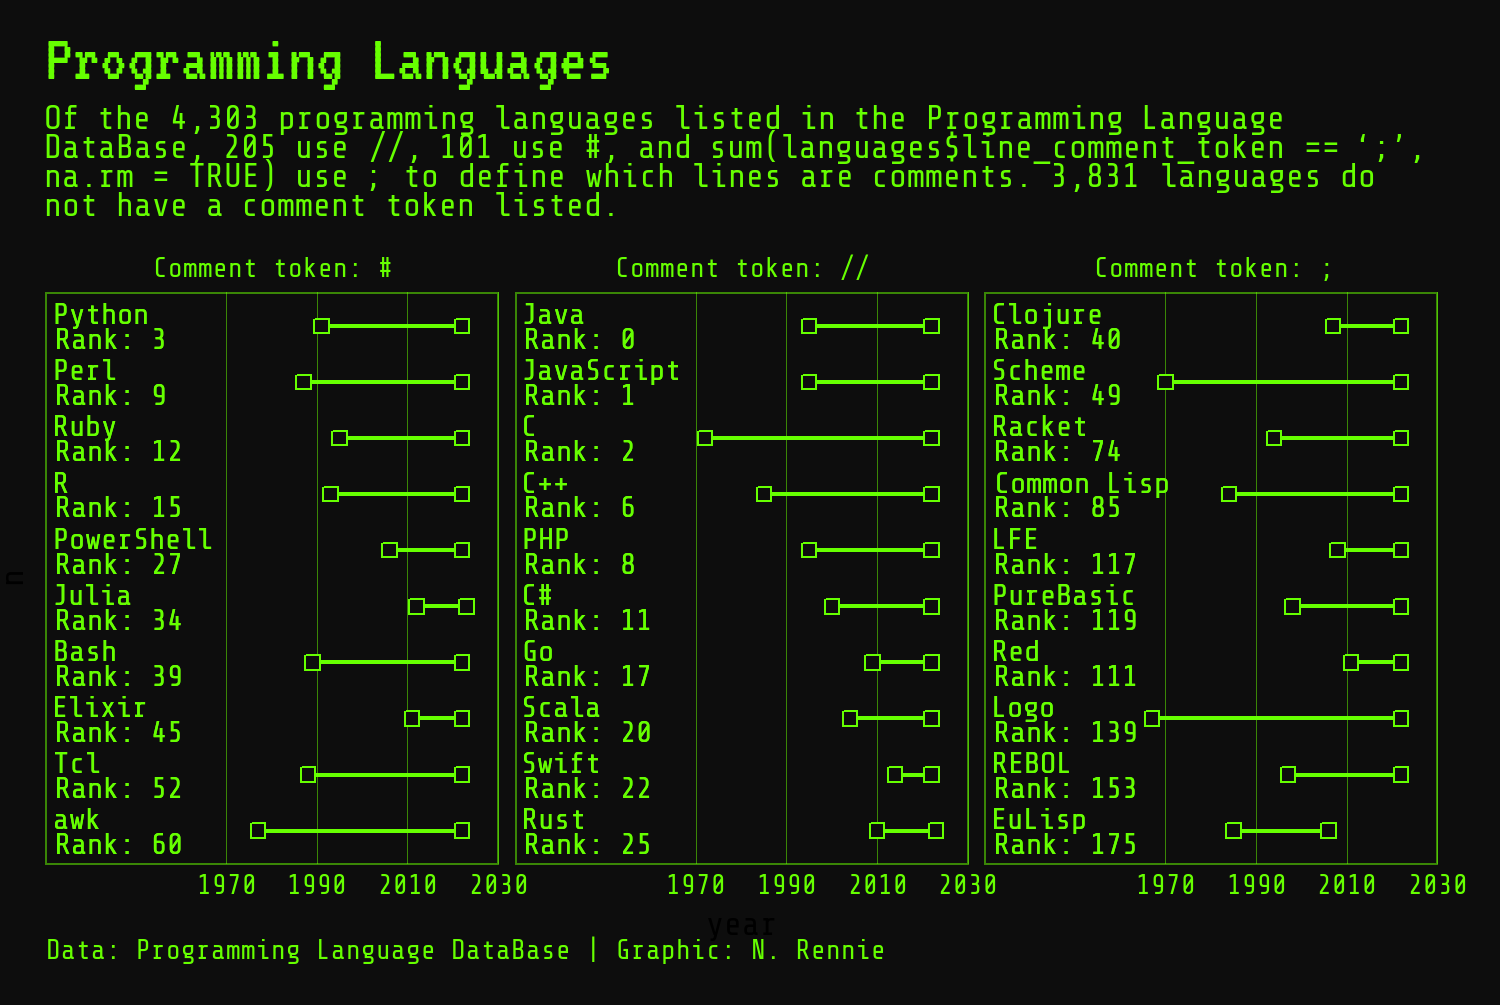 Programming Languages
Of the 4,303 programming languages listed in the Programming Language
DataBase, 205 use //, 101 use #, and sum(languages$line_comment_token == ‘;’,
na.rm = TRUE) use ; to define which lines are comments. 3,831 languages do
not have a comment token listed.
Comment token: #
Python
Rank: 3
Perl
Rank: 9
Ruby
Rank: 12
R
Rank: 15
PowerShell
Rank: 27
Julia
Rank: 34
Bash
Rank: 39
Elixir
Rank: 45
Tcl
Rank: 52
awk
Rank: 60
1970 1990 2010 2030
Comment token: //
Java
Rank: 0
JavaScript
Rank: 1
C
Rank: 2
C++
Rank: 6
PHP
Rank: 8
C#
Rank: 11
Go
Rank: 17
Scala
Rank: 20
Swift
Rank: 22
Rust
Rank: 25
1970 1990 2010 2030
Comment token: ;
Clojure
Rank: 40
Scheme
Rank: 49
Racket
Rank: 74
Common Lisp
Rank: 85
LFE
Rank: 117
PureBasic
Rank: 119
Red
Rank: 111
Logo
Rank: 139
REBOL
Rank: 153
EuLisp
Rank: 175
1970 1990 2010 2030
n
year
Data: Programming Language DataBase | Graphic: N. Rennie